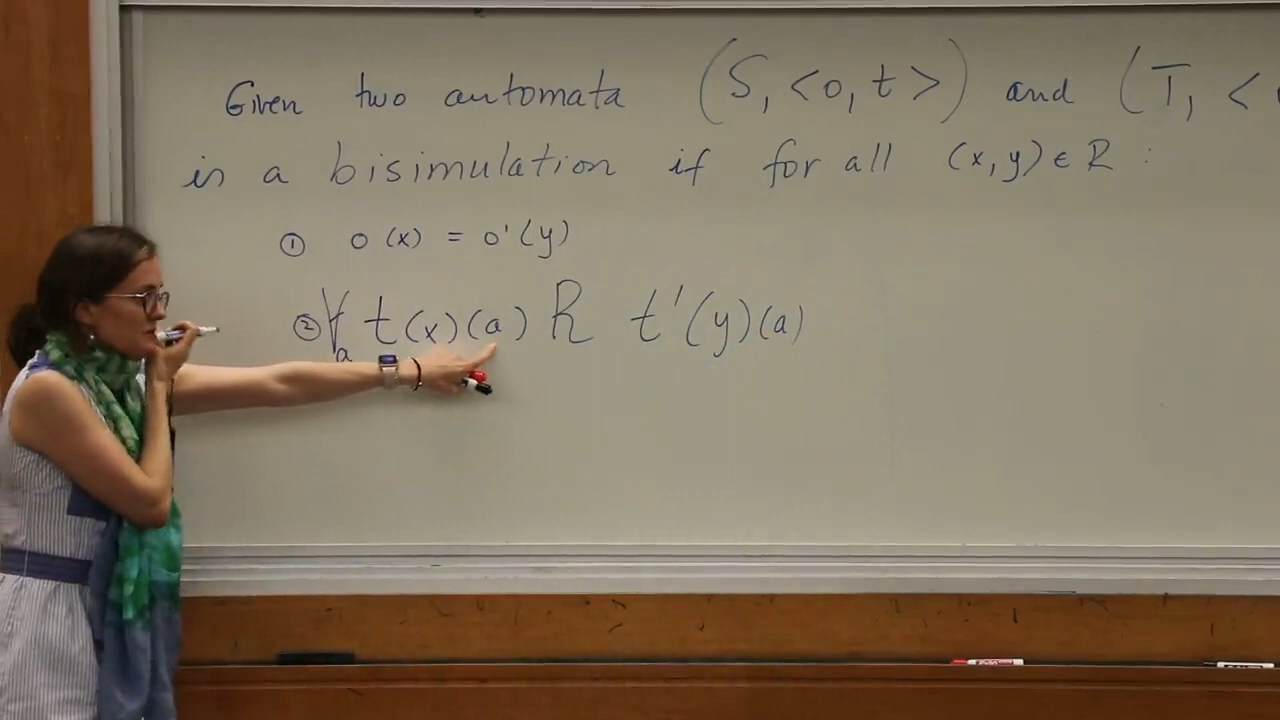 Given two automata (S, <o, t>) and (T, <
is a bisimulation if for all (x, y) ∈ R :
① o (x) = o' (y)
② ∀a t (x) (a) R t' (y) (a)